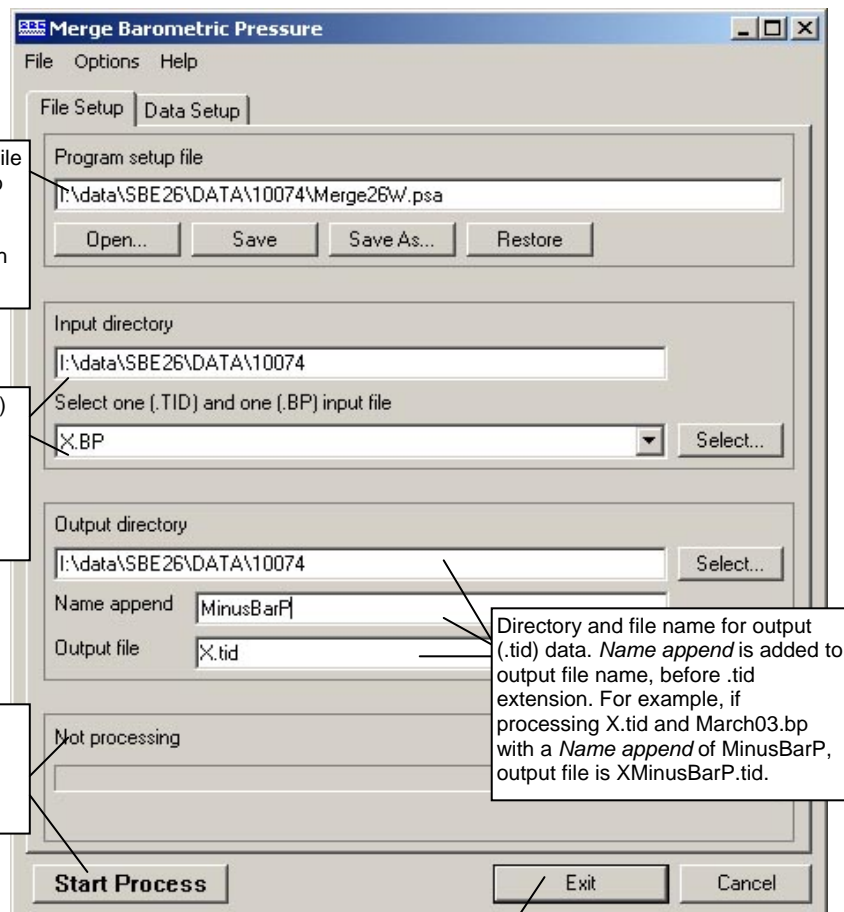 SBE Merge Barometric Pressure
File Options Help
File Setup Data Setup
ile
Program setup file
I:\data\SBE26\DATA\10074\Merge26W.psa
Open... Save Save As... Restore
Input directory
I:\data\SBE26\DATA\10074
)
Select one (.TID) and one (.BP) input file
X.BP
Select...
Output directory
I:\data\SBE26\DATA\10074
Select...
Name append MinusBarP
Output file X.tid
Directory and file name for output
(.tid) data. Name append is added to
output file name, before .tid
extension. For example, if
processing X.tid and March03.bp
with a Name append of MinusBarP,
output file is XMinusBarP.tid.
Not processing
Start Process Exit Cancel